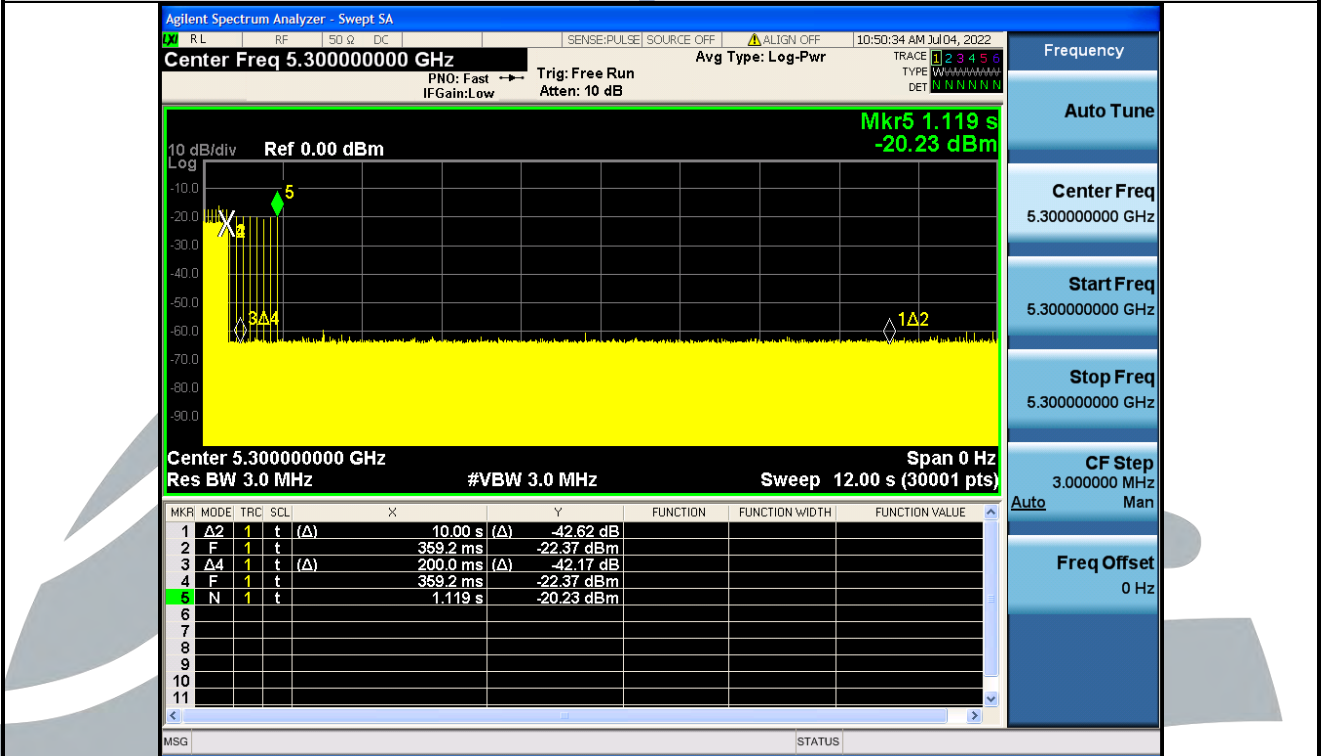 Agilent Spectrum Analyzer - Swept SA
LXI RL RF 50 Ω DC SENSE:PULSE SOURCE OFF ALIGN OFF 10:50:34 AM Jul 04, 2022
Center Freq 5.300000000 GHz Avg Type: Log-Pwr TRACE 1 2 3 4 5 6
PNO: Fast Trig: Free Run TYPE WWWWWW
IFGain:Low Atten: 10 dB DET N N N N N N
Mkr5 1.119 s
-20.23 dBm
10 dB/div Ref 0.00 dBm
Log
-10.0
5
-20.0
-30.0
-40.0
-50.0
3Δ4 1Δ2
-60.0
-70.0
-80.0
-90.0
Center 5.300000000 GHz Span 0 Hz
Res BW 3.0 MHz #VBW 3.0 MHz Sweep 12.00 s (30001 pts)
MKR MODE TRC SCL X Y FUNCTION FUNCTION WIDTH FUNCTION VALUE
1 Δ2 1 t (Δ) 10.00 s (Δ) -42.62 dB
2 F 1 t 359.2 ms -22.37 dBm
3 Δ4 1 t (Δ) 200.0 ms (Δ) -42.17 dB
4 F 1 t 359.2 ms -22.37 dBm
5 N 1 t 1.119 s -20.23 dBm
6
7
8
9
10
11
MSG STATUS
Frequency
Auto Tune
Center Freq
5.300000000 GHz
Start Freq
5.300000000 GHz
Stop Freq
5.300000000 GHz
CF Step
3.000000 MHz
Auto Man
Freq Offset
0 Hz